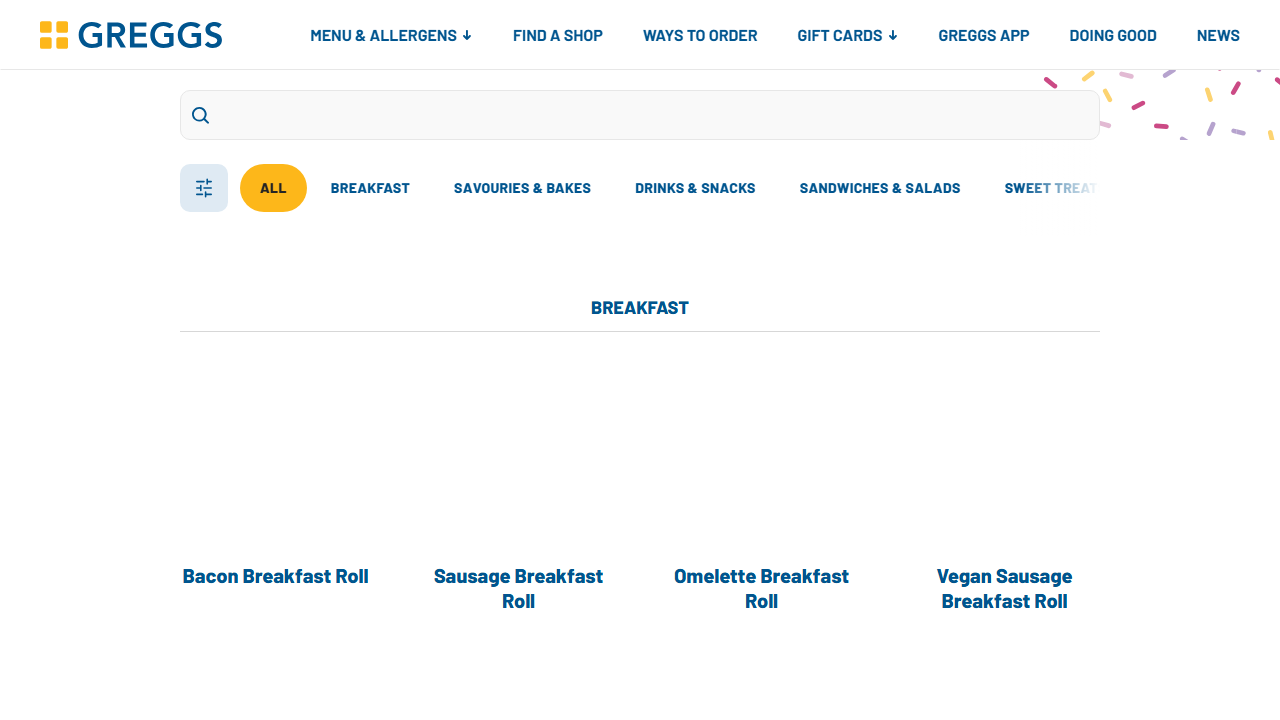 GREGGS
MENU & ALLERGENS
FIND A SHOP
WAYS TO ORDER
GIFT CARDS
GREGGS APP
DOING GOOD
NEWS
ALL
BREAKFAST
SAVOURIES & BAKES
DRINKS & SNACKS
SANDWICHES & SALADS
SWEET TREAT
BREAKFAST
Bacon Breakfast Roll
Sausage Breakfast
Roll
Omelette Breakfast
Roll
Vegan Sausage
Breakfast Roll